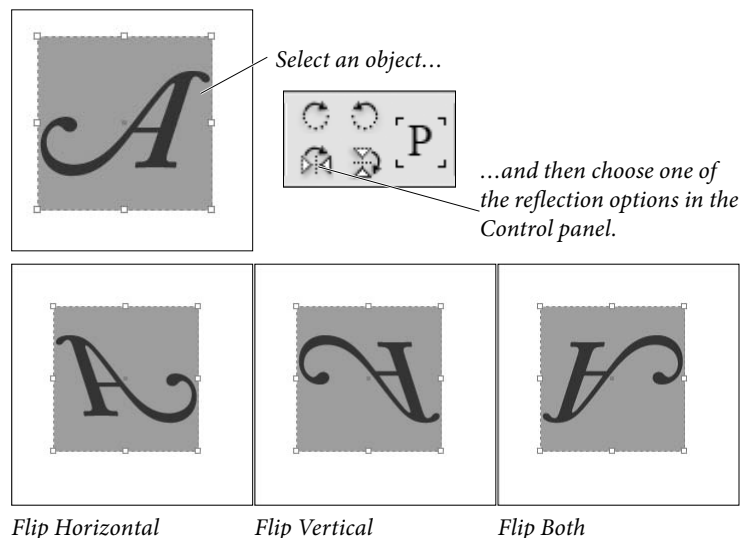 A
Select an object…
P
…and then choose one of
the reflection options in the
Control panel.
A
A
A
Flip Horizontal
Flip Vertical
Flip Both